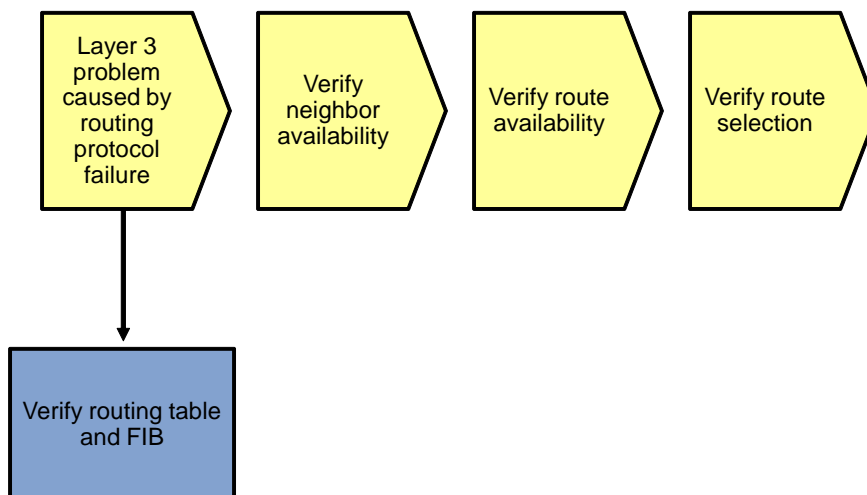 Layer 3
problem
caused by
routing
protocol
failure
Verify
neighbor
availability
Verify route
availability
Verify route
selection
Verify routing table
and FIB